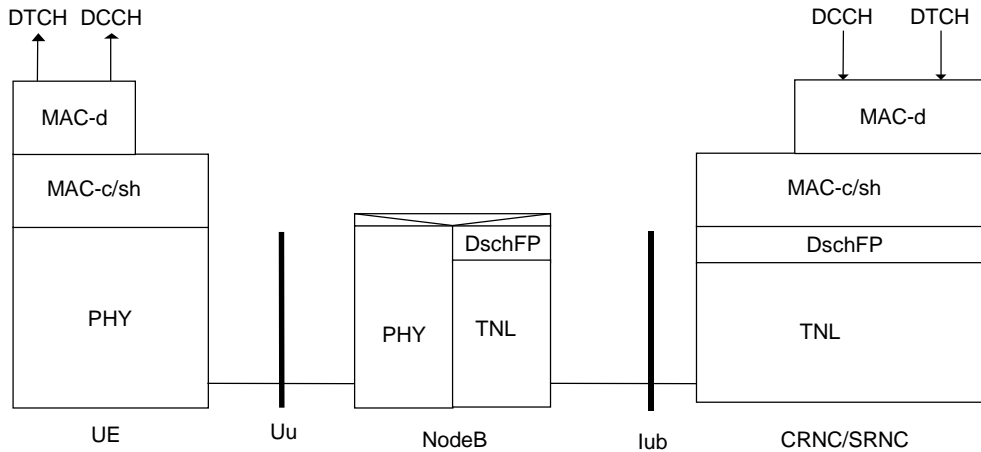 DTCH DCCH
DCCH DTCH
MAC-d
MAC-d
MAC-c/sh
MAC-c/sh
DschFP
DschFP
PHY
PHY
TNL
TNL
UE
Uu
NodeB
Iub
CRNC/SRNC